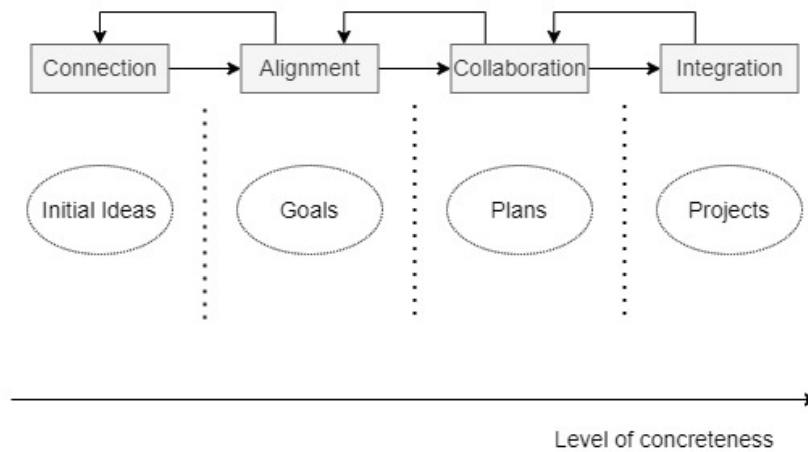 Connection
Alignment
Collaboration
Integration
Initial Ideas
Goals
Plans
Projects
Level of concreteness